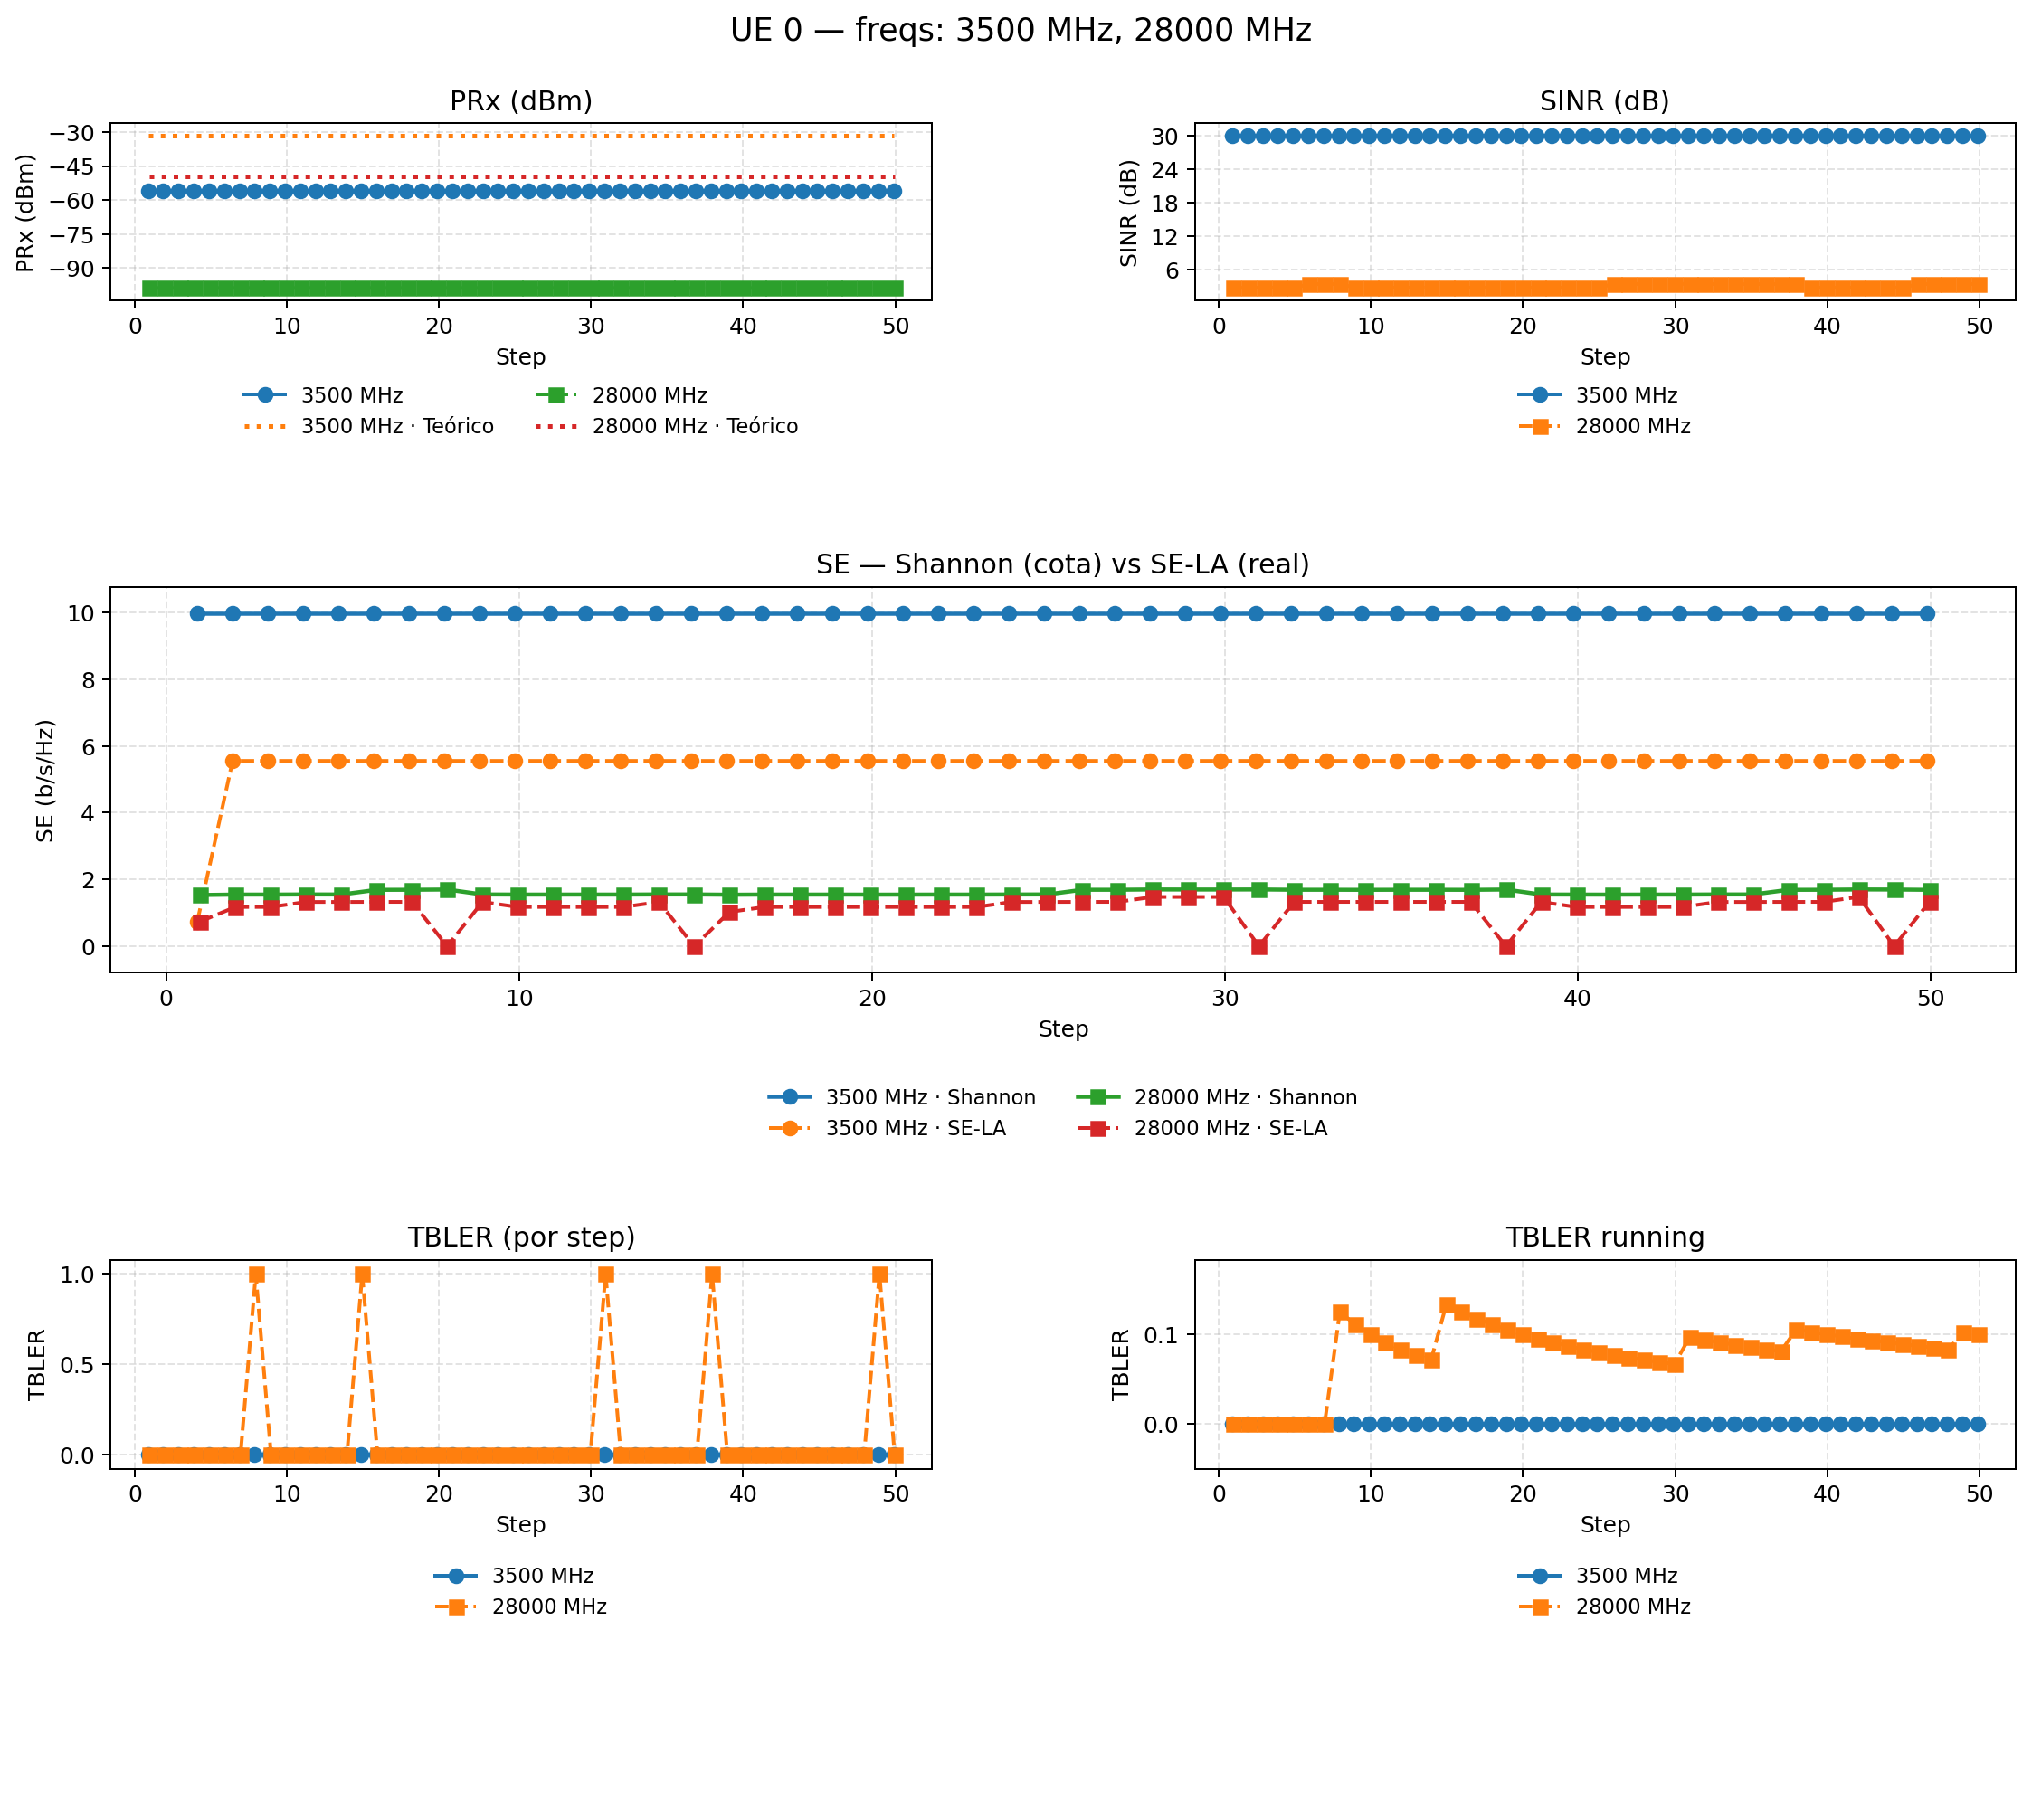 UE 0 — freqs: 3500 MHz, 28000 MHz
PRx (dBm)
PRx (dBm)
−30
−45
−60
−75
−90
0 10 20 30 40 50
Step
3500 MHz
3500 MHz · Teórico
28000 MHz
28000 MHz · Teórico
SINR (dB)
SINR (dB)
30
24
18
12
6
0 10 20 30 40 50
Step
3500 MHz
28000 MHz
SE — Shannon (cota) vs SE-LA (real)
SE (b/s/Hz)
10
8
6
4
2
0
0 10 20 30 40 50
Step
3500 MHz · Shannon
3500 MHz · SE-LA
28000 MHz · Shannon
28000 MHz · SE-LA
TBLER (por step)
TBLER
1.0
0.5
0.0
0 10 20 30 40 50
Step
3500 MHz
28000 MHz
TBLER running
TBLER
0.1
0.0
0 10 20 30 40 50
Step
3500 MHz
28000 MHz